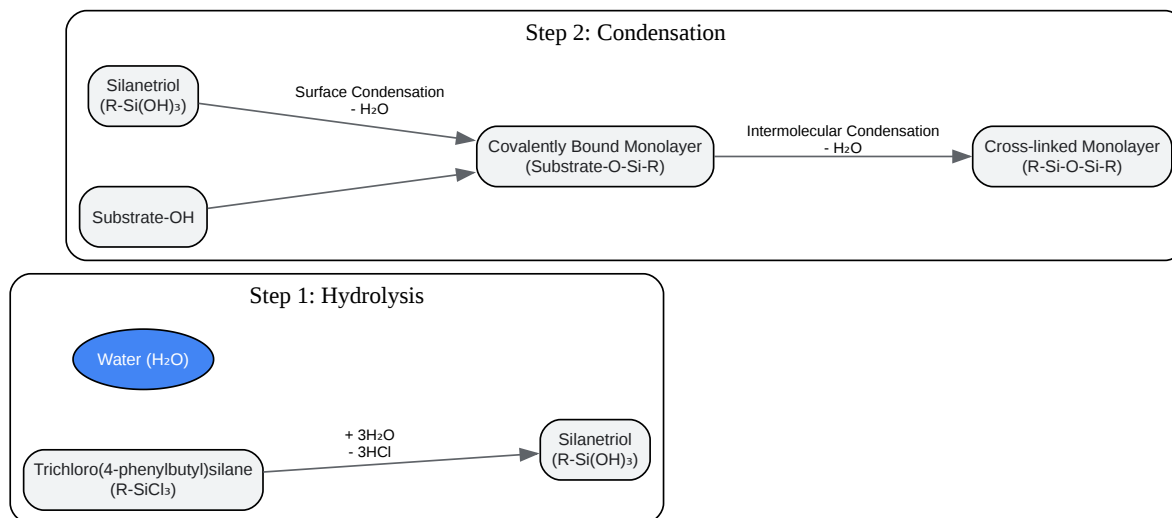 Step 2: Condensation
Silanetriol
(R-Si(OH)₃)
Surface Condensation
- H₂O
Substrate-OH
Covalently Bound Monolayer
(Substrate-O-Si-R)
Intermolecular Condensation
- H₂O
Cross-linked Monolayer
(R-Si-O-Si-R)
Step 1: Hydrolysis
Water (H₂O)
Trichloro(4-phenylbutyl)silane
(R-SiCl₃)
+ 3H₂O
- 3HCl
Silanetriol
(R-Si(OH)₃)